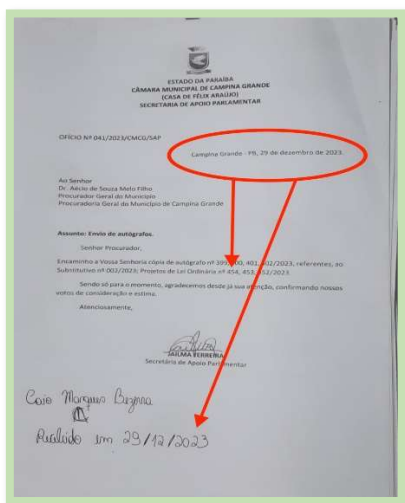 ESTADO DA PARAÍBA
CÂMARA MUNICIPAL DE CAMPINA GRANDE
(CASA DE FÉLIX ARAÚJO)
SECRETARIA DE APOIO PARLAMENTAR
OFÍCIO Nº 041/2023/CMCG/SAP
Campina Grande - PB, 29 de dezembro de 2023.
Ao Senhor
Dr. Aécio de Souza Melo Filho
Procurador Geral do Município
Procuradoria Geral do Município de Campina Grande
Assunto: Envio de autógrafos.
Senhor Procurador,
Encaminho a Vossa Senhoria cópia de autógrafo nº 399, 401, 402/2023, referentes, ao
Substitutivo nº 002/2023; Projetos de Lei Ordinária nº 454, 453, 452/2023.
Sendo só para o momento, agradecemos desde já sua atenção, confirmando nossos
votos de consideração e estima.
Atenciosamente,
JAILMA FERREIRA
Secretária de Apoio Parlamentar
Caio Marques Bezerra
Recebido em 29/12/2023